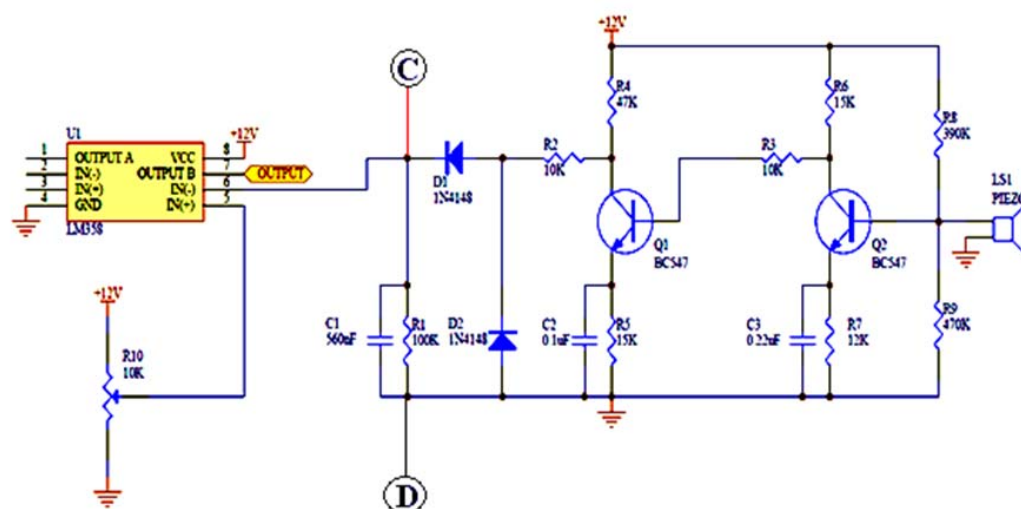 +12V
C
R4
47K
R6
15K
R8
390K
U1
+12V
1
OUTPUT A
VCC
8
2
IN(-)
OUTPUT B
7
OUTPUT
3
IN(+)
IN(-)
6
4
GND
IN(+)
5
LM358
D1
1N4148
R2
10K
R3
10K
LS1
Q1
BC547
Q2
BC547
+12V
R10
10K
C1
560nF
R1
100K
D2
1N4148
C2
0.1uF
R5
15K
C3
0.22uF
R7
12K
R9
470K
D